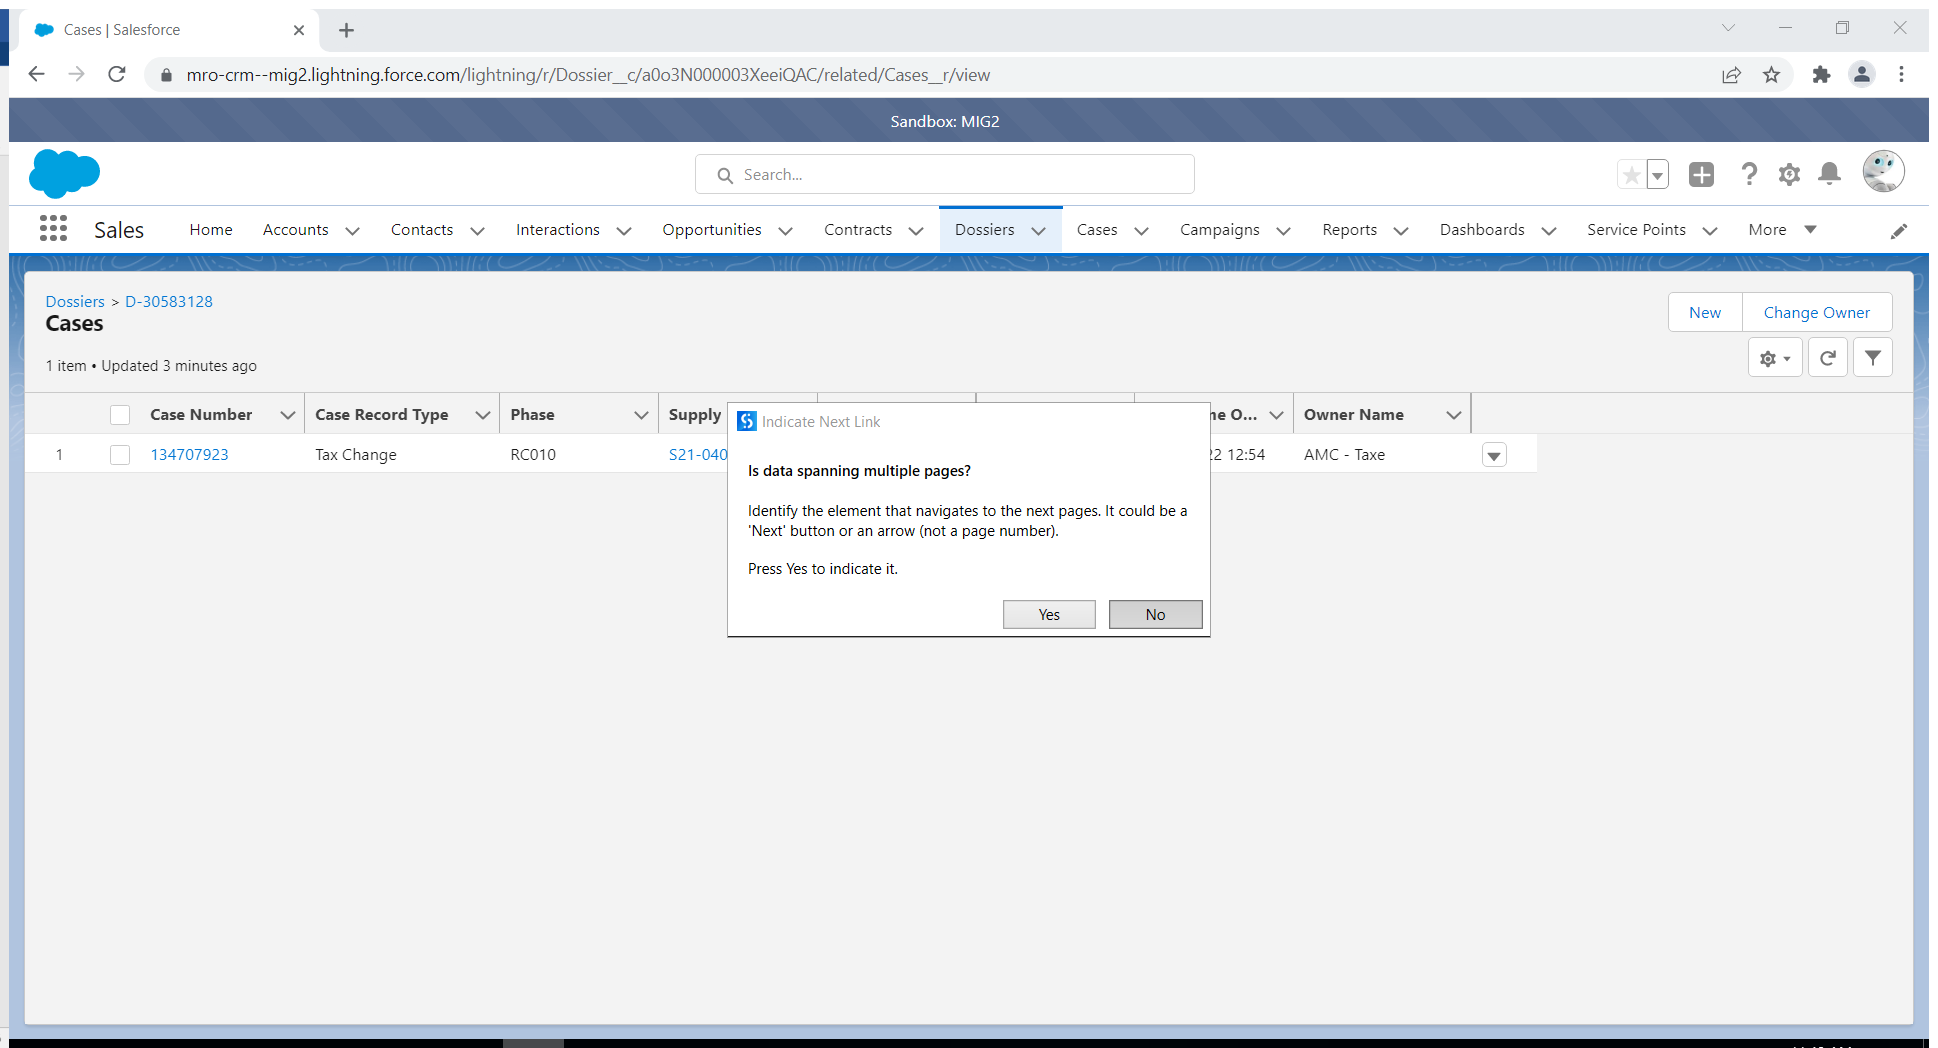 Cases | Salesforce
mro-crm--mig2.lightning.force.com/lightning/r/Dossier__c/a0o3N000003XeeiQAC/related/Cases__r/view
Sandbox: MIG2
Search...
Sales Home Accounts Contacts Interactions Opportunities Contracts Dossiers Cases Campaigns Reports Dashboards Service Points More
Dossiers > D-30583128
Cases
New Change Owner
1 item • Updated 3 minutes ago
Case Number Case Record Type Phase Supply Owner Name
1 134707923 Tax Change RC010 S21-040 22 12:54 AMC - Taxe
Indicate Next Link
Is data spanning multiple pages?
Identify the element that navigates to the next pages. It could be a
'Next' button or an arrow (not a page number).
Press Yes to indicate it.
Yes No